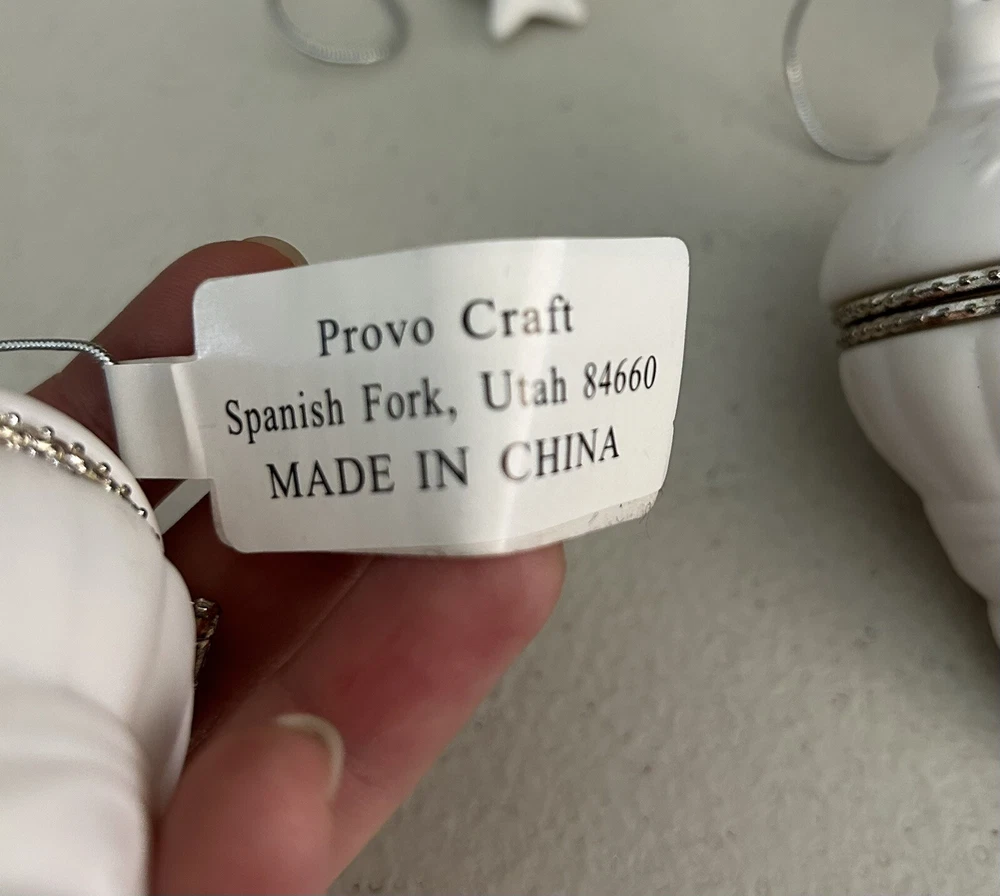 Provo Craft
Spanish Fork, Utah 84660
MADE IN CHINA